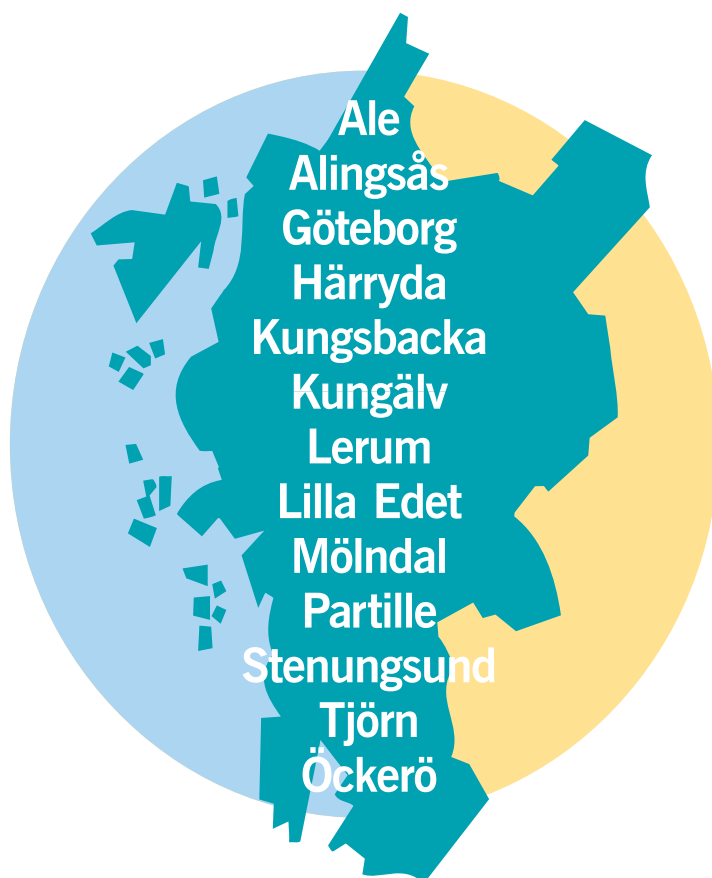 Ale
Alingsås
Göteborg
Härryda
Kungsbacka
Kungälv
Lerum
Lilla Edet
Mölndal
Partille
Stenungsund
Tjörn
Öckerö